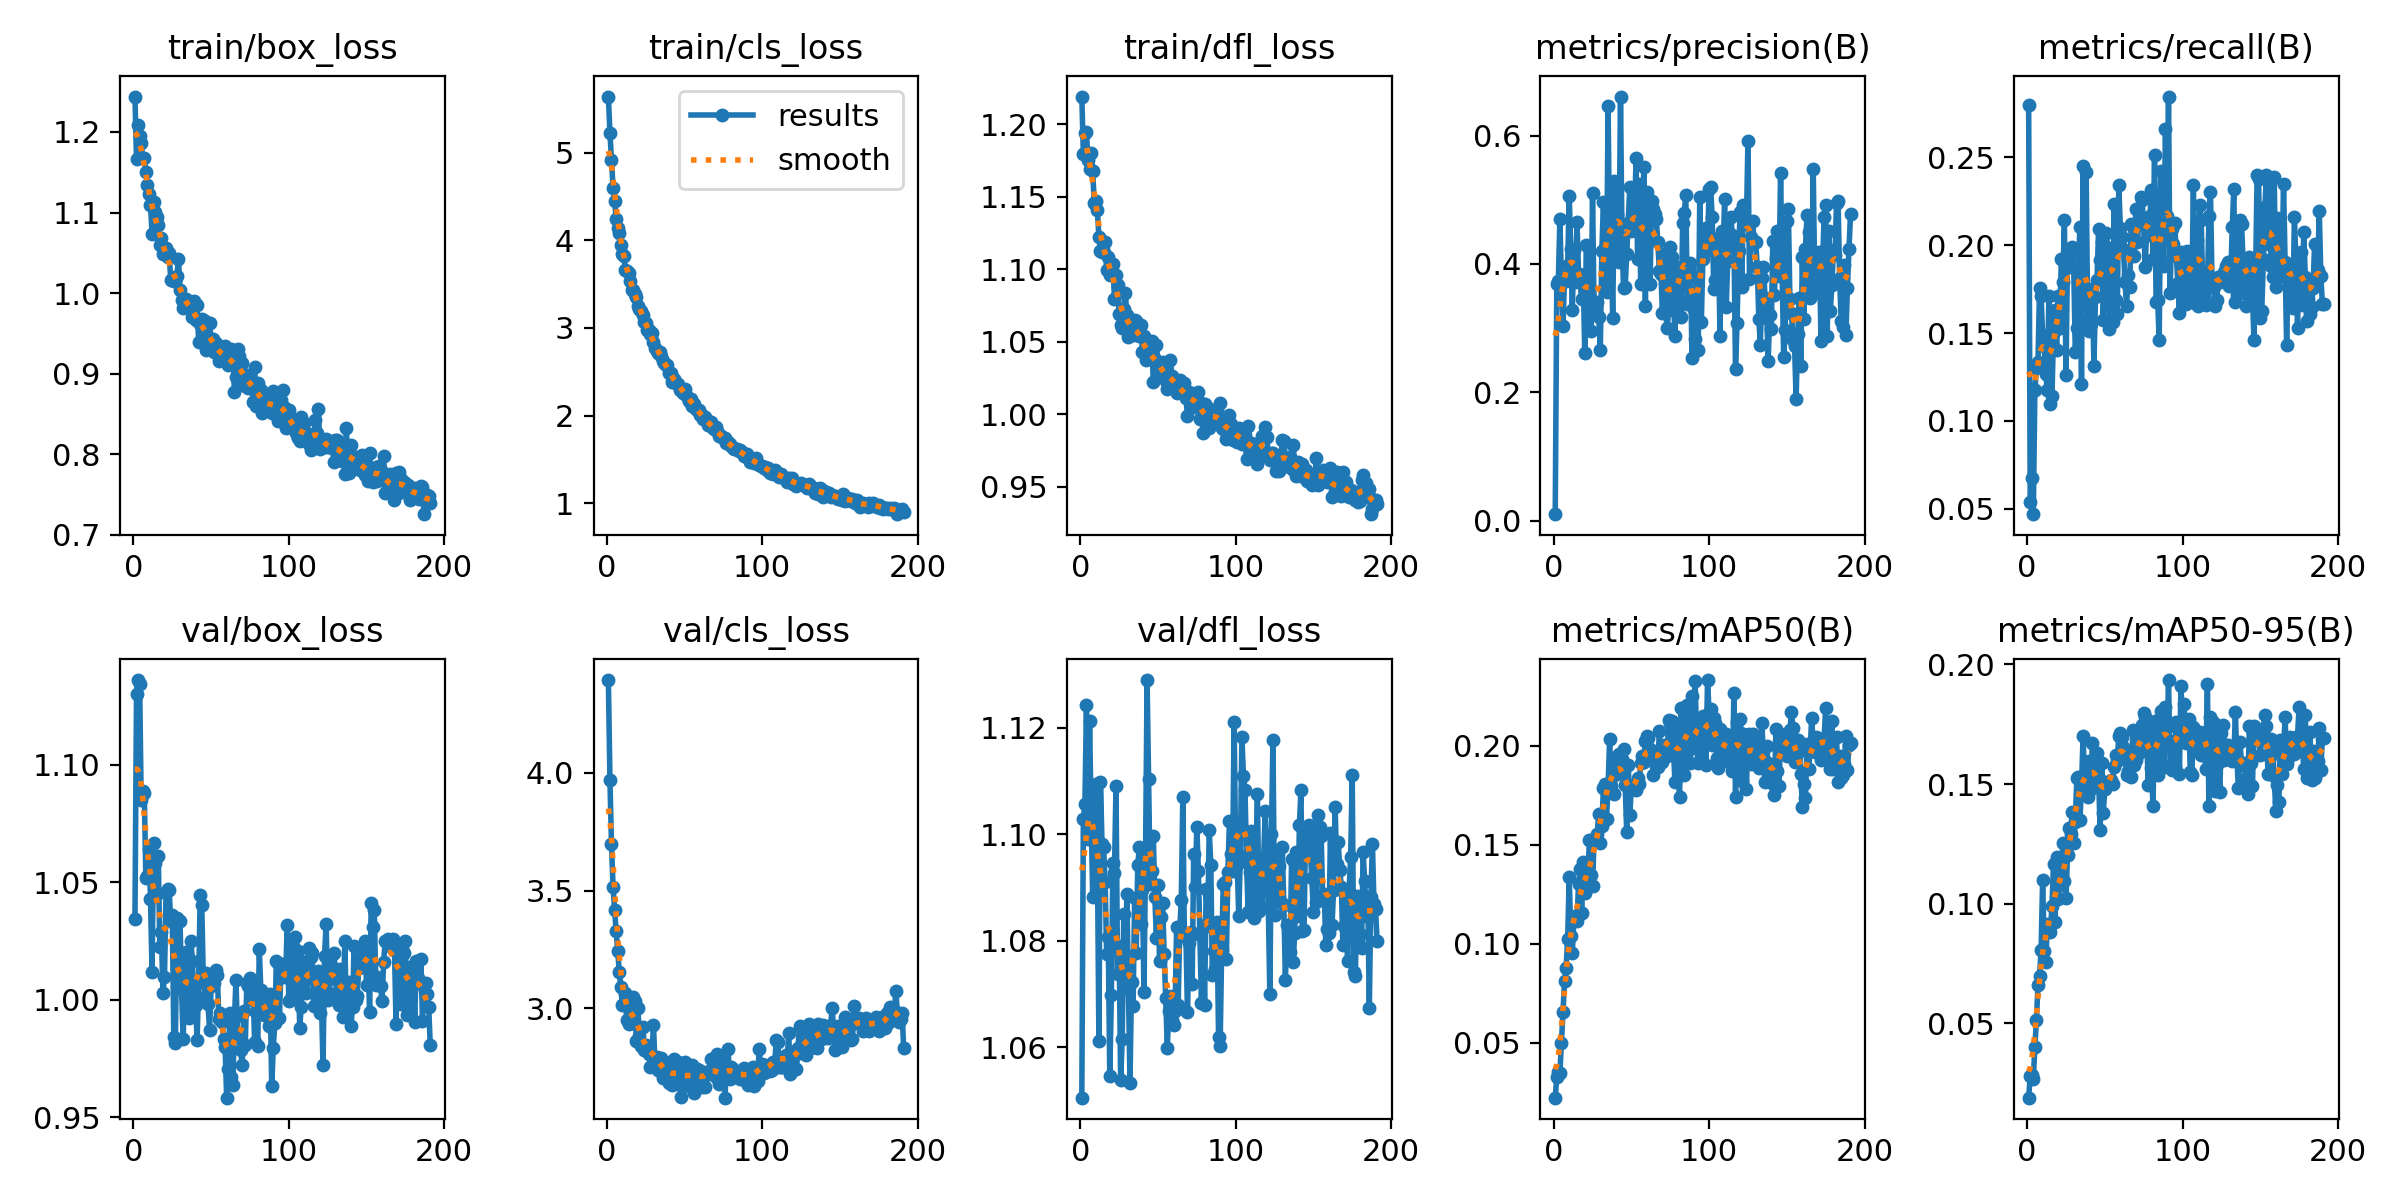 train/box_loss
1.2
1.1
1.0
0.9
0.8
0.7
0 100 200
train/cls_loss
results
smooth
5
4
3
2
1
0 100 200
train/dfl_loss
1.20
1.15
1.10
1.05
1.00
0.95
0 100 200
metrics/precision(B)
0.6
0.4
0.2
0.0
0 100 200
metrics/recall(B)
0.25
0.20
0.15
0.10
0.05
0 100 200
val/box_loss
1.10
1.05
1.00
0.95
0 100 200
val/cls_loss
4.0
3.5
3.0
0 100 200
val/dfl_loss
1.12
1.10
1.08
1.06
0 100 200
metrics/mAP50(B)
0.20
0.15
0.10
0.05
0 100 200
metrics/mAP50-95(B)
0.20
0.15
0.10
0.05
0 100 200